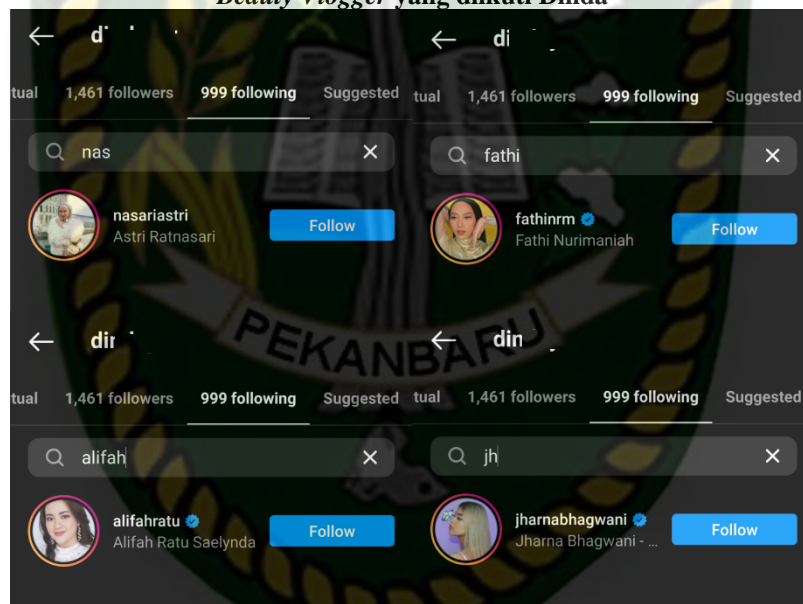 Beauty Vlogger yang diikuti Dinda
tual 1,461 followers 999 following Suggested
nas
nasariastri
Astri Ratnasari
Follow
tual 1,461 followers 999 following Suggested
fathi
fathinrm
Fathi Nurimaniah
Follow
PEKANBARU
din
tual 1,461 followers 999 following Suggested
alifah
alifahratu
Alifah Ratu Saelynda
Follow
din
tual 1,461 followers 999 following Suggested
jh
jharnabhagwani
Jharna Bhagwani - ...
Follow